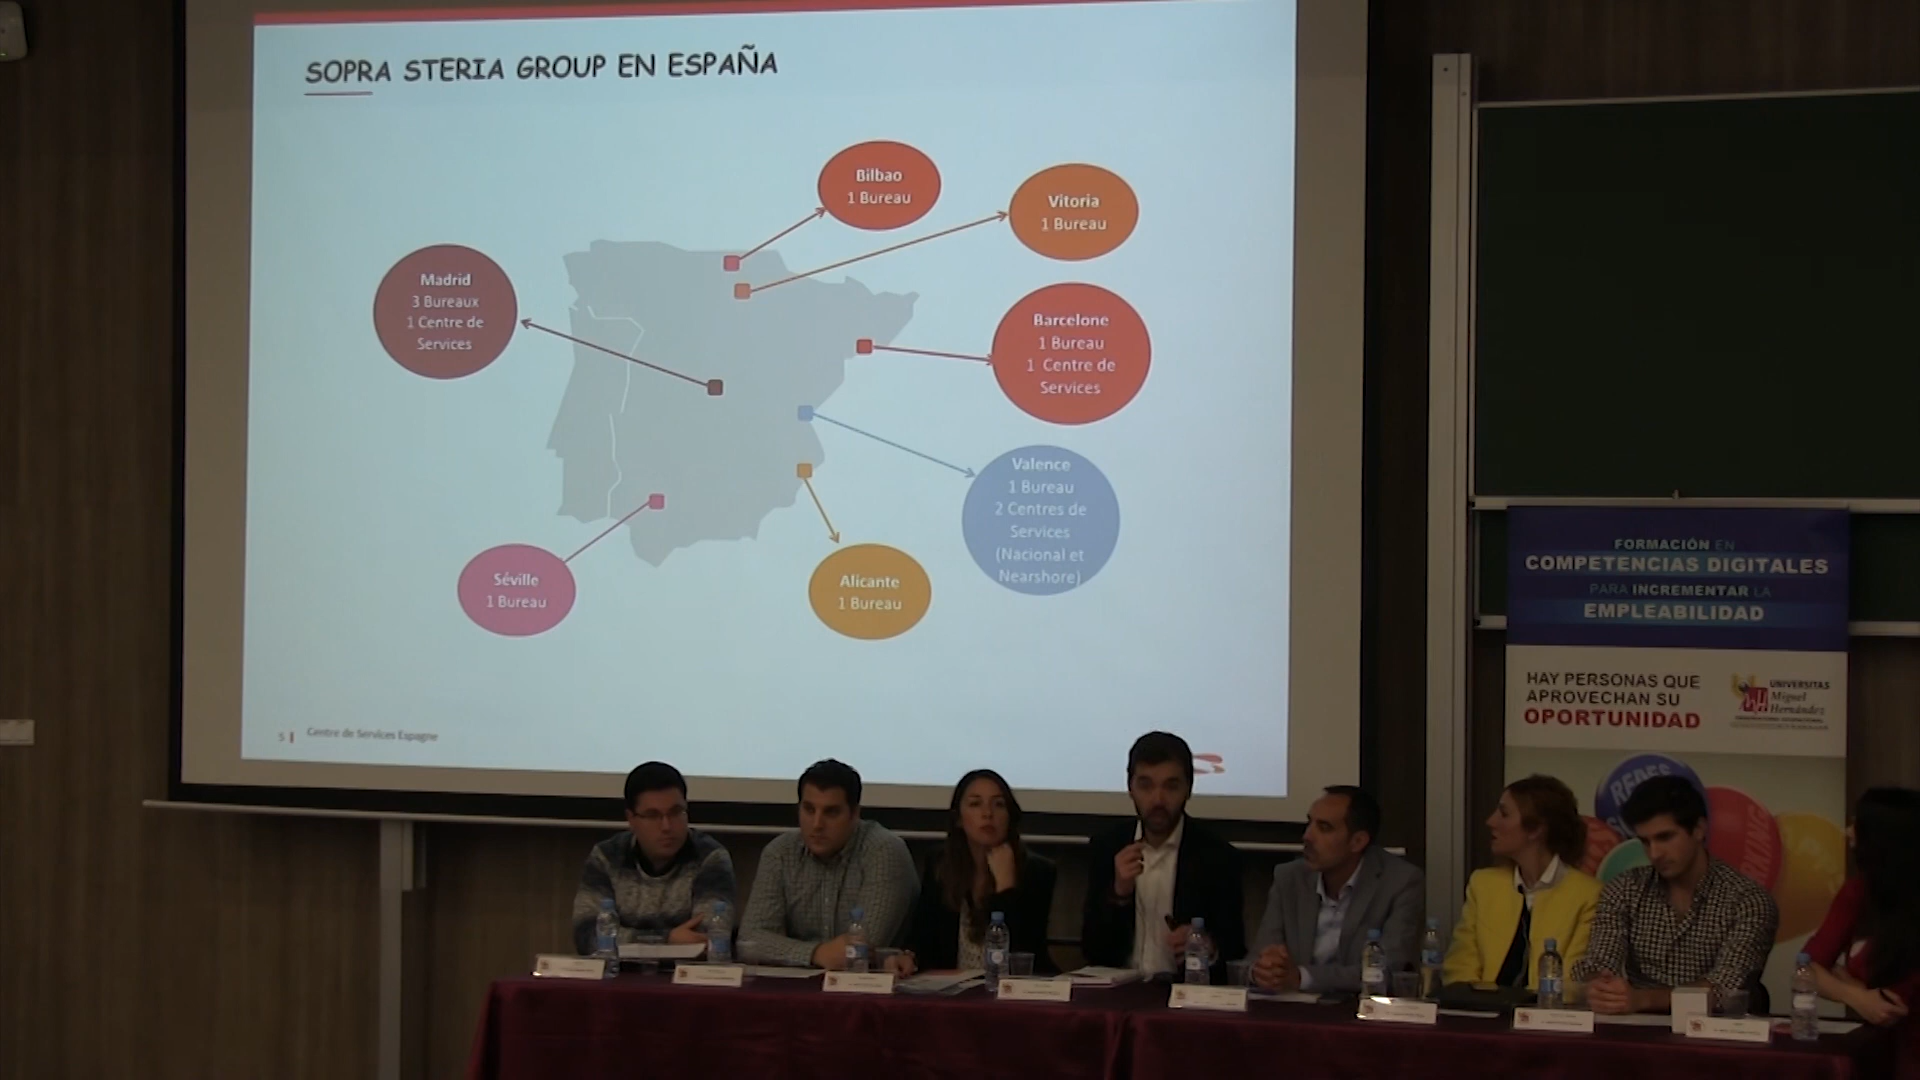 SOPRA STERIA GROUP EN ESPAÑA
Bilbao
1 Bureau
Vitoria
1 Bureau
Madrid
3 Bureaux
1 Centre de
Services
Barcelone
1 Bureau
1 Centre de
Services
Valence
1 Bureau
2 Centres de
Services
(Nacional et
Nearshore)
Séville
1 Bureau
Alicante
1 Bureau
5
Centre de Services Espagne
FORMACIÓN EN
COMPETENCIAS DIGITALES
PARA INCREMENTAR LA
EMPLEABILIDAD
HAY PERSONAS QUE
APROVECHAN SU
OPORTUNIDAD
UNIVERSITAS
Miguel
Hernández
REDES